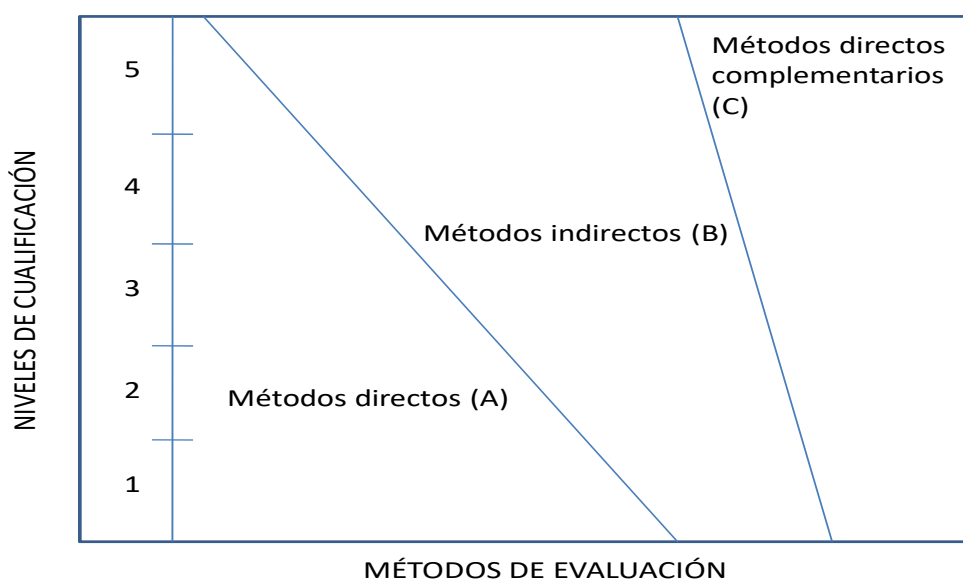 Métodos directos
complementarios
(C)
5
4
Métodos indirectos (B)
3
2
Métodos directos (A)
1
NIVELES DE CUALIFICACIÓN
MÉTODOS DE EVALUACIÓN